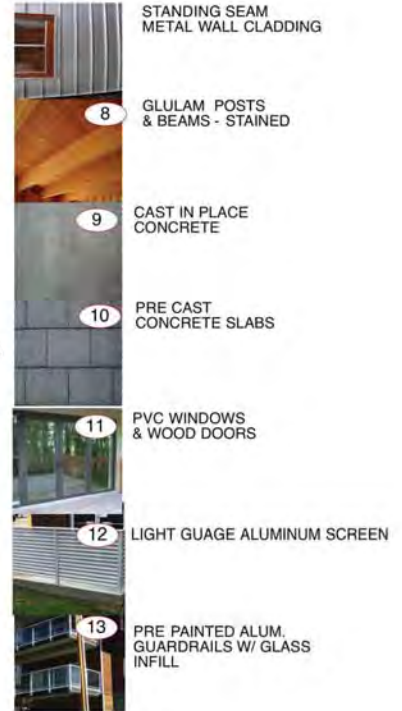 STANDING SEAM
METAL WALL CLADDING
8
GLULAM POSTS
& BEAMS - STAINED
9
CAST IN PLACE
CONCRETE
10
PRE CAST
CONCRETE SLABS
11
PVC WINDOWS
& WOOD DOORS
12
LIGHT GUAGE ALUMINUM SCREEN
13
PRE PAINTED ALUM.
GUARDRAILS W/ GLASS
INFILL